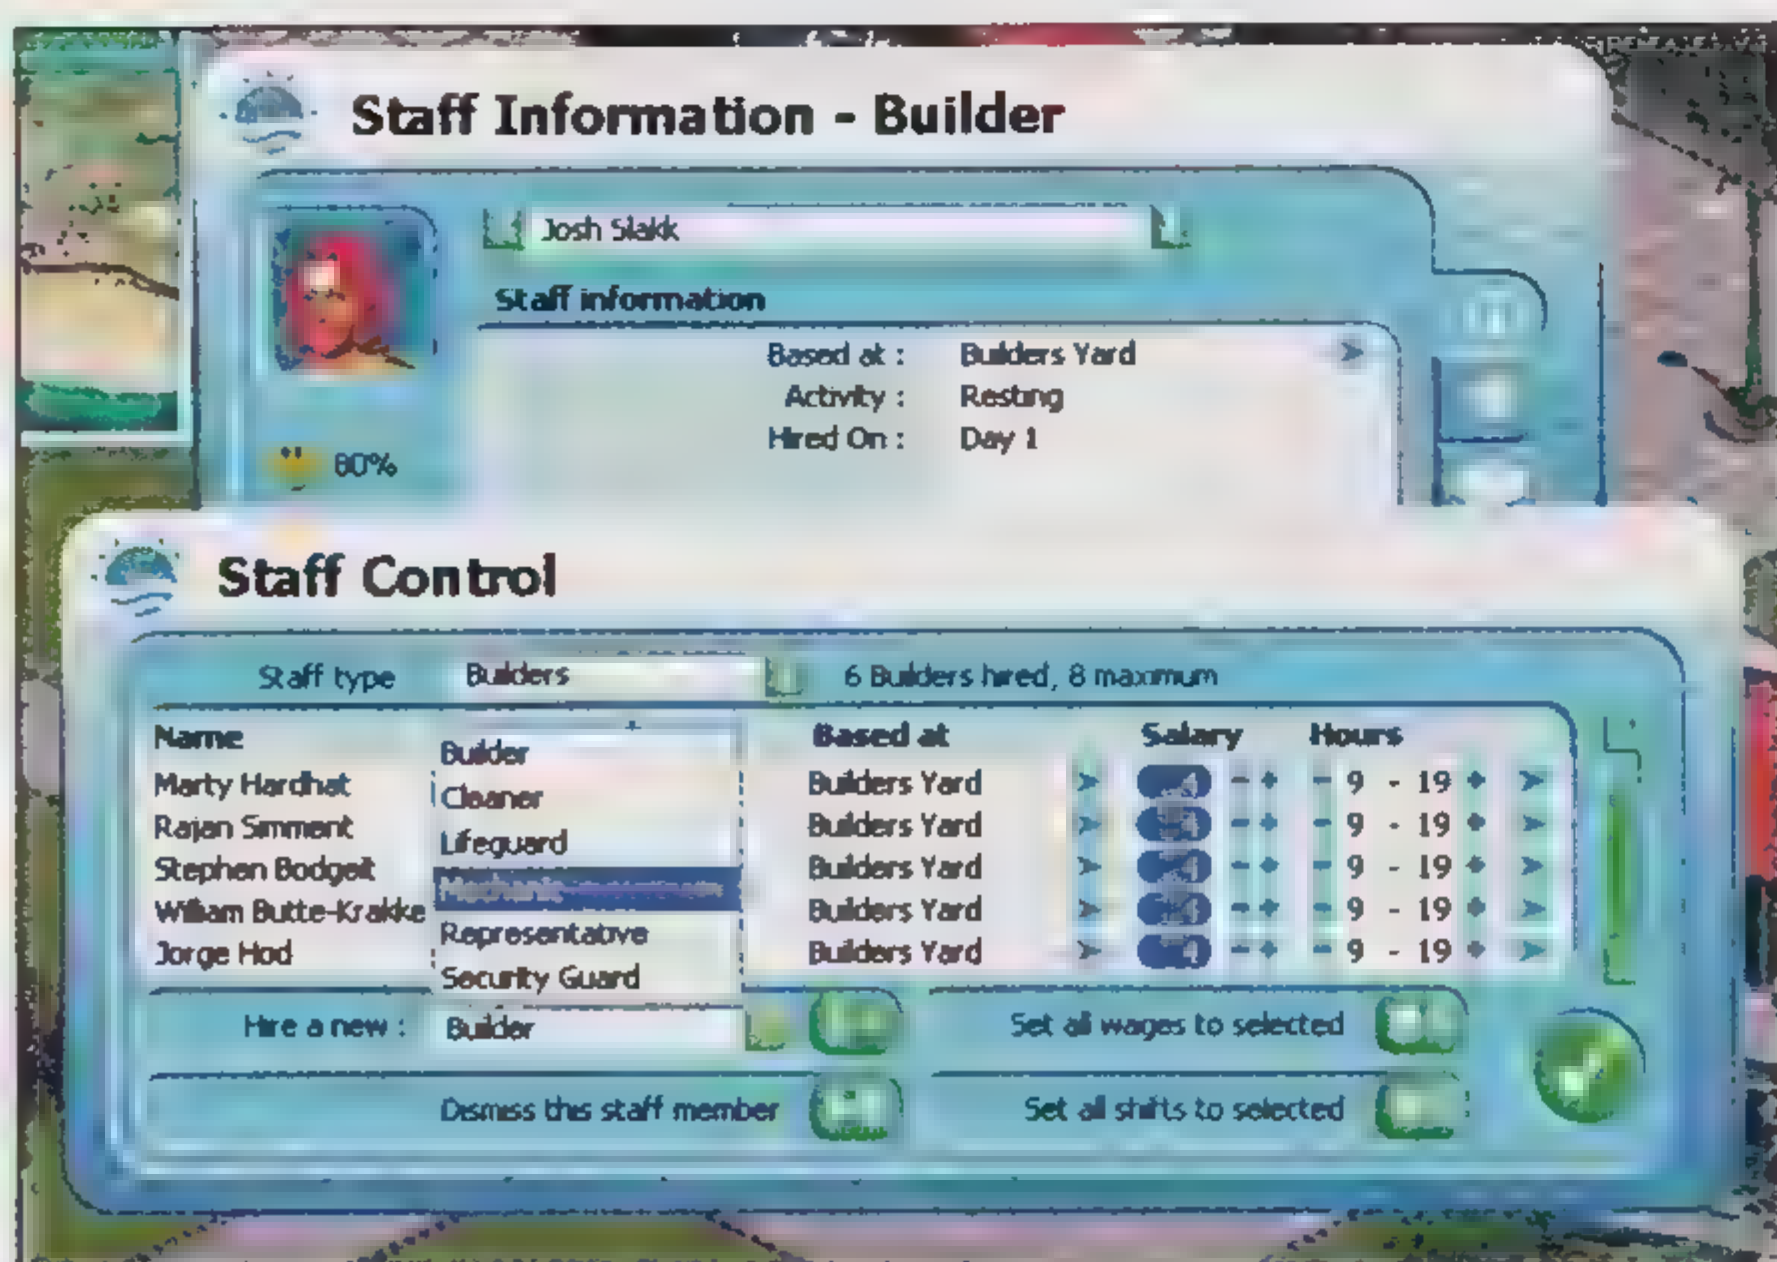 Staff Information - Builder
Josh Slakk
Staff information
Based at : Builders Yard
Activity : Resting
Hired On : Day 1
80%
Staff Control
Staff type Builders 6 Builders hired, 8 maximum
Name Based at Salary Hours
Builder
Marty Hardhat Builders Yard 9 - 19
Cleaner
Rajan Simment Builders Yard 9 - 19
Lifeguard
Stephen Bodgeit Builders Yard 9 - 19
William Butte-Krakke Builders Yard 9 - 19
Representative
Jorge Hod Builders Yard 9 - 19
Security Guard
Hire a new : Builder Set all wages to selected
Dismiss this staff member Set all shifts to selected